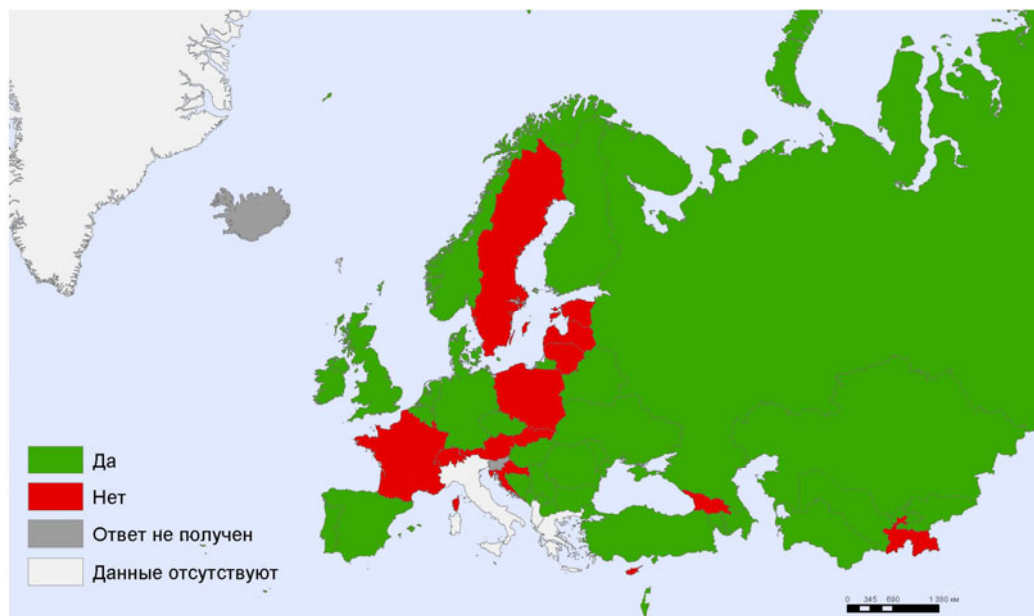 Да
Нет
Ответ не получен
Данные отсутствуют
0 345 690 1 380 км